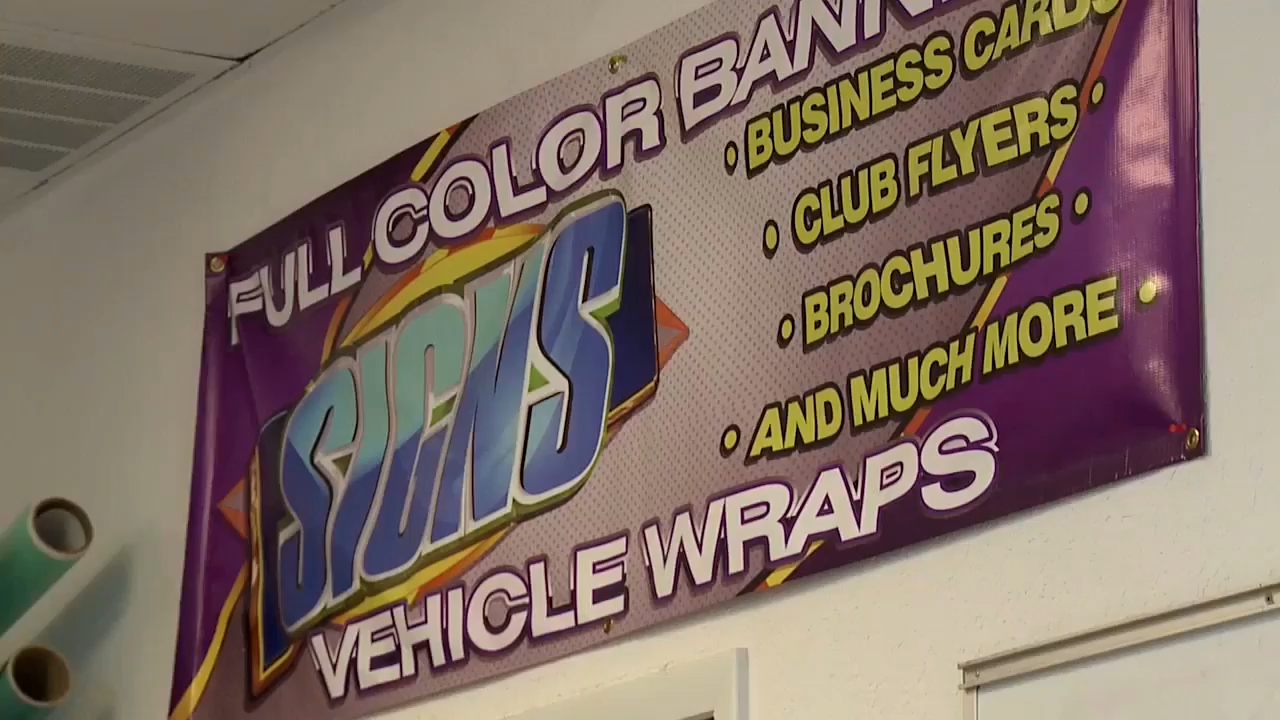 FULL COLOR
SIGNS
• BUSINESS CARDS
• CLUB FLYERS •
• BROCHURES •
• AND MUCH MORE •
VEHICLE WRAPS